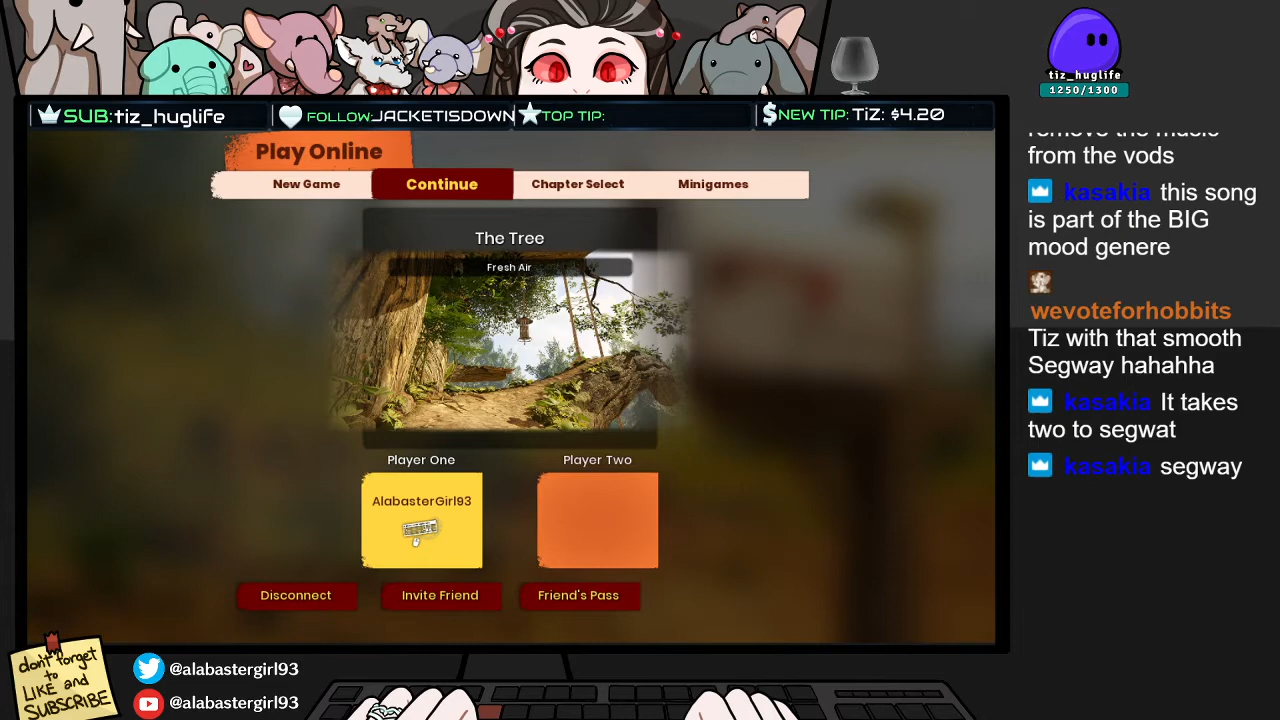 tiz_huglife
1250/1300
SUB:tiz_huglife
FOLLOW:JACKETISDOWN
TOP TIP:
NEW TIP: TiZ: $4.20
remove the music
from the vods
kasakia this song
is part of the BIG
mood genere
wevoteforhobbits
Tiz with that smooth
Segway hahahha
kasakia It takes
two to segwat
kasakia segway
Play Online
New Game
Continue
Chapter Select
Minigames
The Tree
Fresh Air
Player One
Player Two
AlabasterGirl93
Disconnect
Invite Friend
Friend's Pass
don't forget
to
LIKE and
SUBSCRIBE
@alabastergirl93
@alabastergirl93